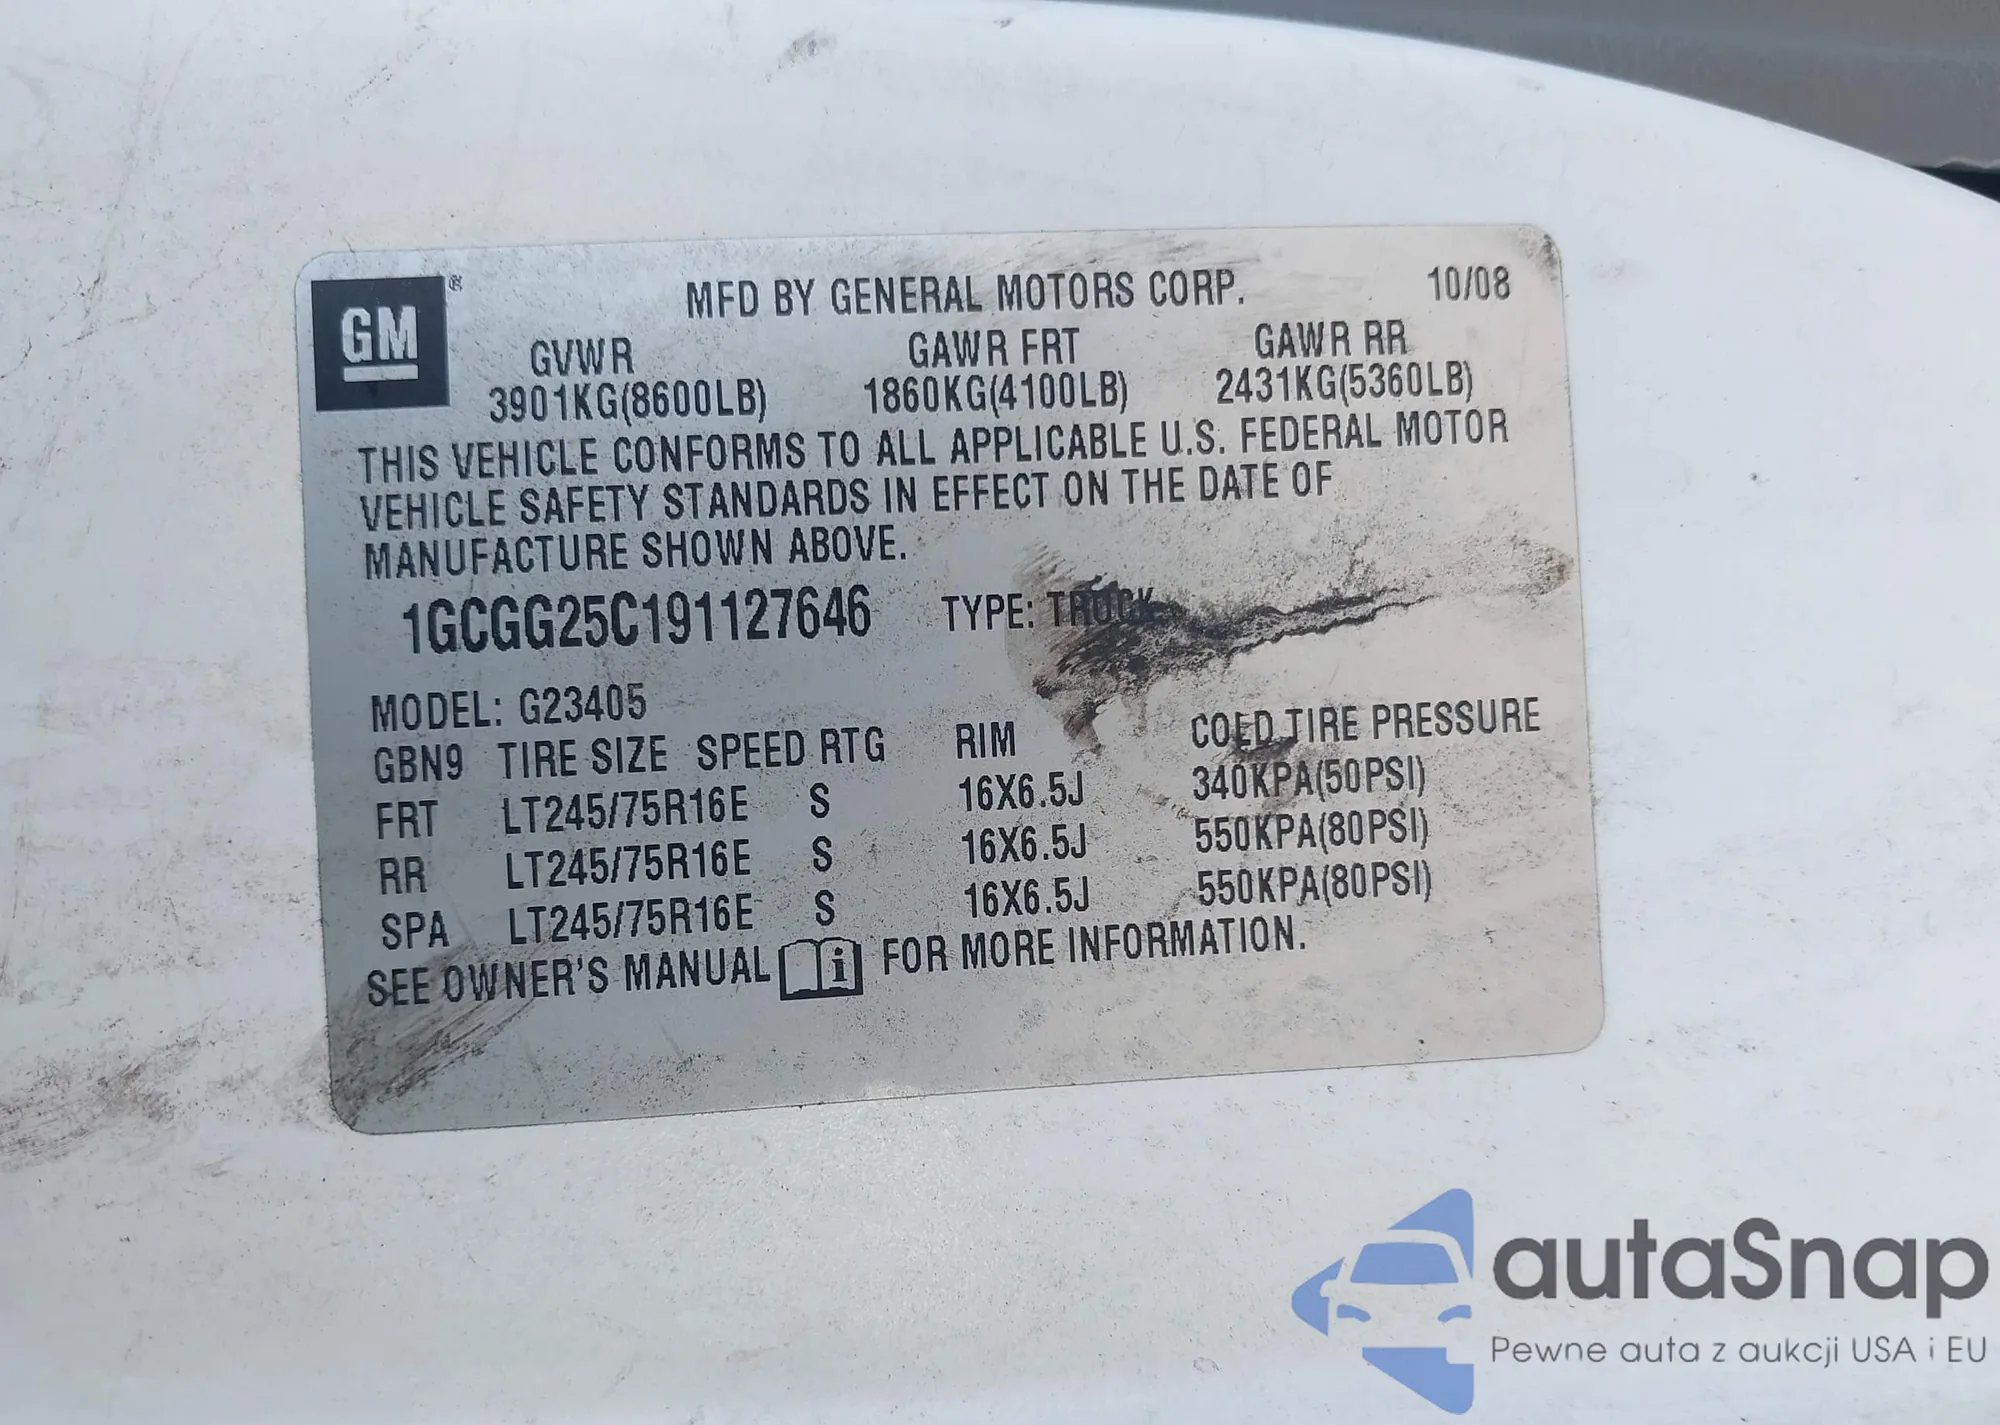 GM ®
MFD BY GENERAL MOTORS CORP. 10/08
GVWR GAWR FRT GAWR RR
3901KG(8600LB) 1860KG(4100LB) 2431KG(5360LB)
THIS VEHICLE CONFORMS TO ALL APPLICABLE U.S. FEDERAL MOTOR
VEHICLE SAFETY STANDARDS IN EFFECT ON THE DATE OF
MANUFACTURE SHOWN ABOVE.
1GCGG25C191127646 TYPE: TRUCK
MODEL: G23405
GBN9 TIRE SIZE SPEED RTG RIM COLD TIRE PRESSURE
FRT LT245/75R16E S 16X6.5J 340KPA(50PSI)
RR LT245/75R16E S 16X6.5J 550KPA(80PSI)
SPA LT245/75R16E S 16X6.5J 550KPA(80PSI)
SEE OWNER'S MANUAL i FOR MORE INFORMATION.
autaSnap
Pewne auta z aukcji USA i EU